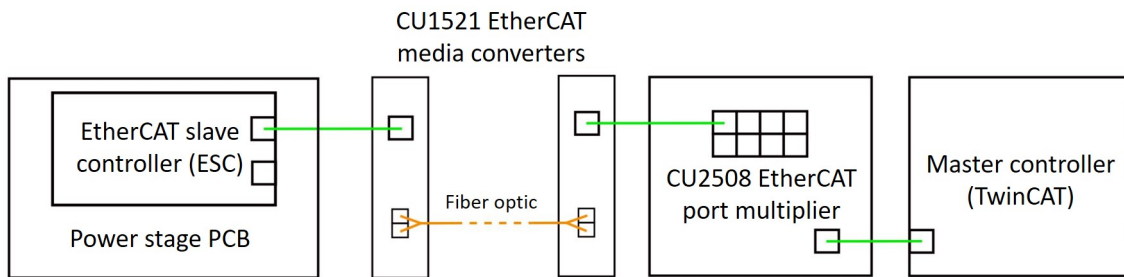 CU1521 EtherCAT
media converters
EtherCAT slave
controller (ESC)
Power stage PCB
Fiber optic
CU2508 EtherCAT
port multiplier
Master controller
(TwinCAT)